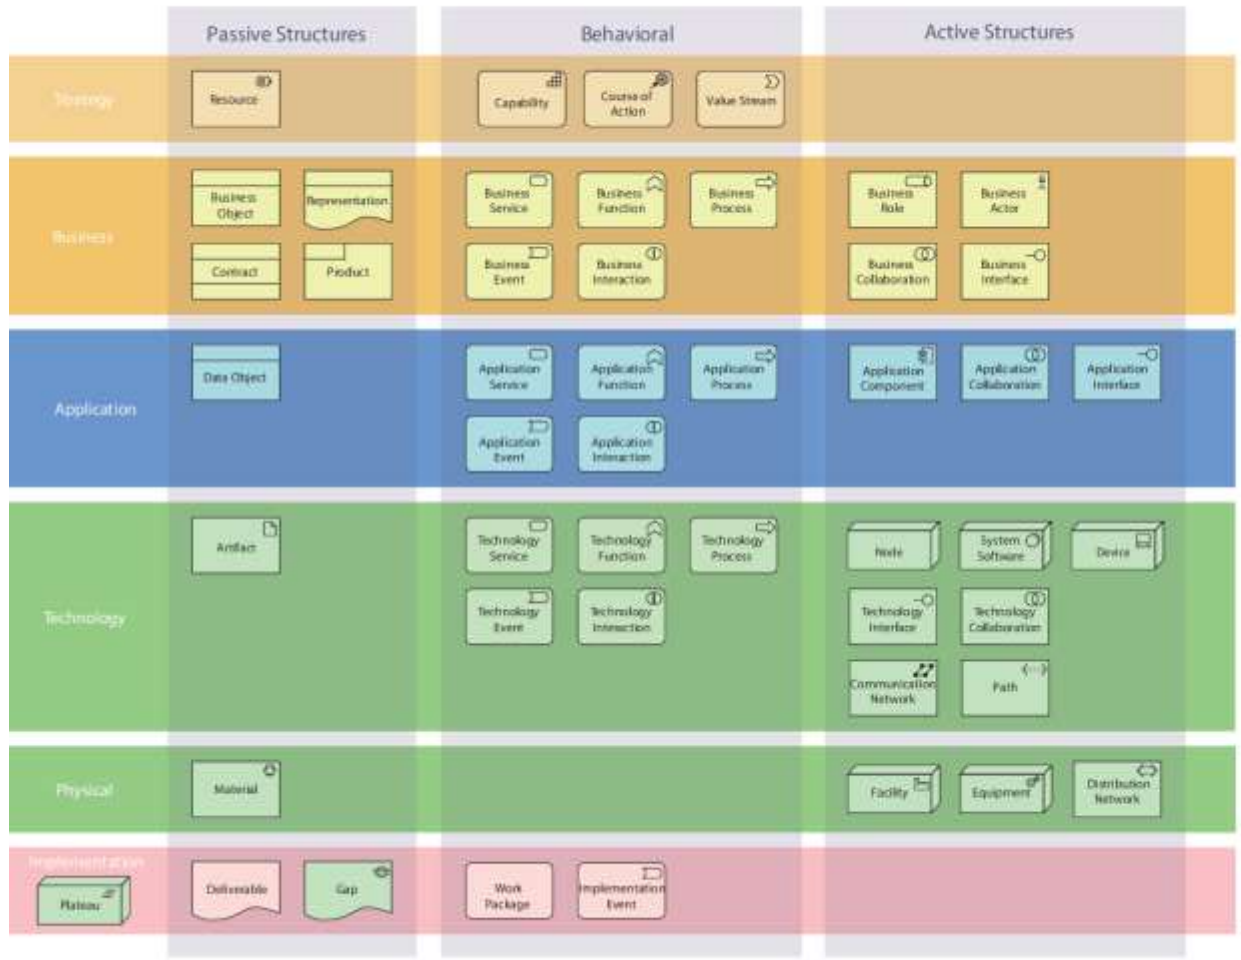 Passive Structures
Behavioral
Active Structures
Strategy
Resource
Capability
Course of
Action
Value Stream
Business
Business
Object
Representation
Contract
Product
Business
Service
Business
Function
Business
Process
Business
Event
Business
Interaction
Business
Role
Business
Actor
Business
Collaboration
Business
Interface
Application
Data Object
Application
Service
Application
Function
Application
Process
Application
Event
Application
Interaction
Application
Component
Application
Collaboration
Application
Interface
Technology
Artifact
Technology
Service
Technology
Function
Technology
Process
Technology
Event
Technology
Interaction
Node
System
Software
Device
Technology
Interface
Technology
Collaboration
Communication
Network
Path
Physical
Material
Facility
Equipment
Distribution
Network
Implementation
Plateau
Deliverable
Gap
Work
Package
Implementation
Event